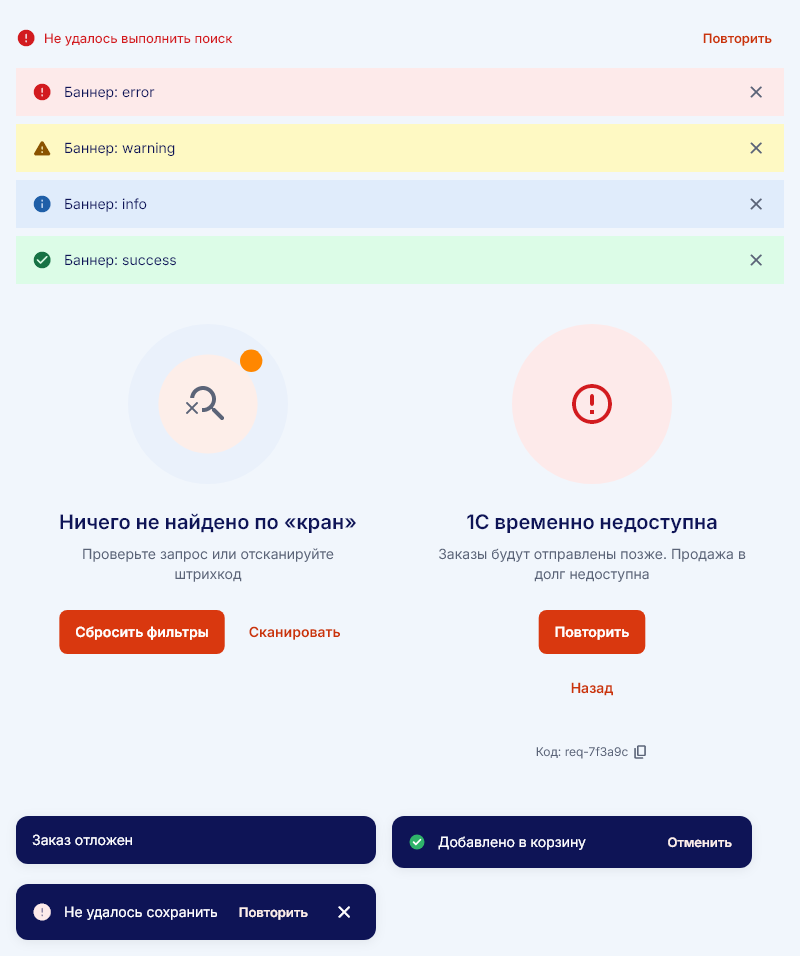 Не удалось выполнить поиск
Повторить
Баннер: error
Баннер: warning
Баннер: info
Баннер: success
Ничего не найдено по «кран»
Проверьте запрос или отсканируйте
штрихкод
Сбросить фильтры
Сканировать
1С временно недоступна
Заказы будут отправлены позже. Продажа в
долг недоступна
Повторить
Назад
Код: req-7f3a9c
Заказ отложен
Добавлено в корзину
Отменить
Не удалось сохранить
Повторить